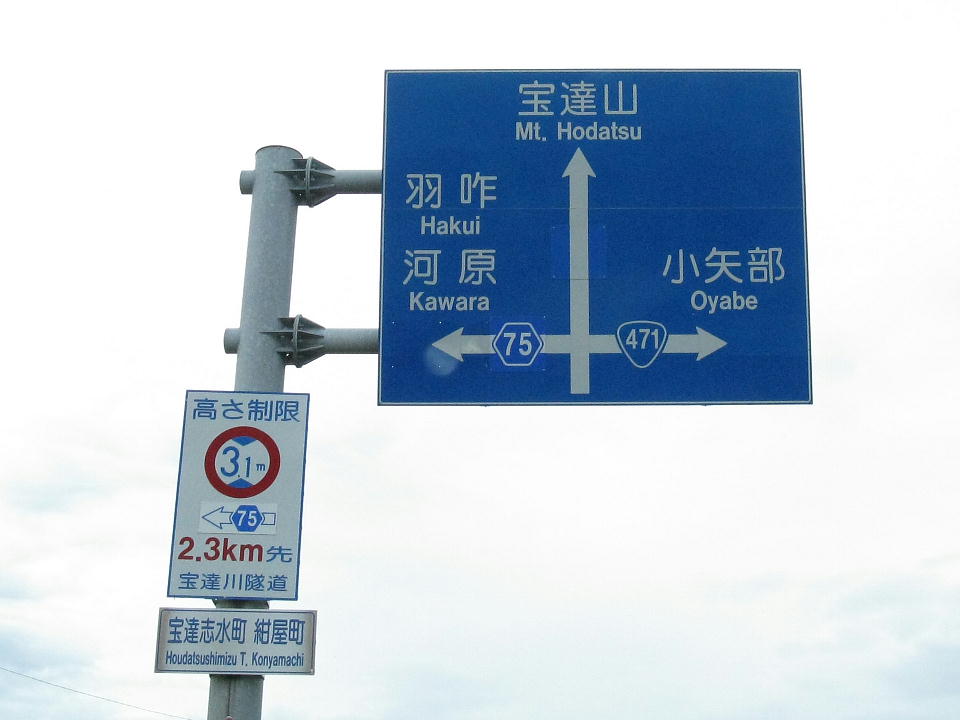 宝達山
Mt. Hodatsu
羽咋
Hakui
河原
Kawara
小矢部
Oyabe
75
471
高さ制限
3.1m
75
2.3km先
宝達川隧道
宝達志水町 紺屋町
Houdatsushimizu T. Konyamachi